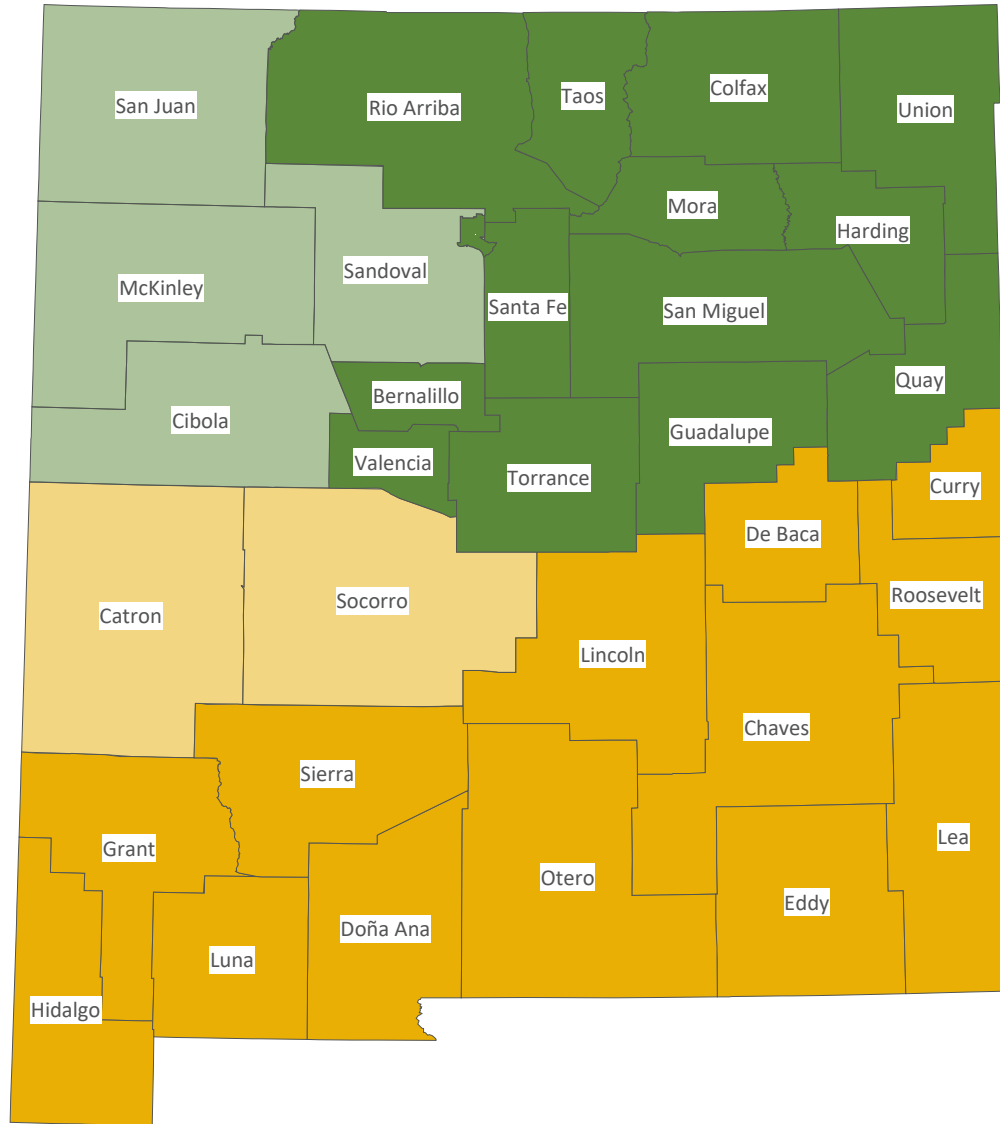 San Juan
Rio Arriba
Taos
Colfax
Union
Mora
Harding
McKinley
Sandoval
Santa Fe
San Miguel
Quay
Bernalillo
Cibola
Guadalupe
Valencia
Torrance
Curry
De Baca
Roosevelt
Catron
Socorro
Lincoln
Chaves
Sierra
Grant
Lea
Otero
Eddy
Doña Ana
Luna
Hidalgo